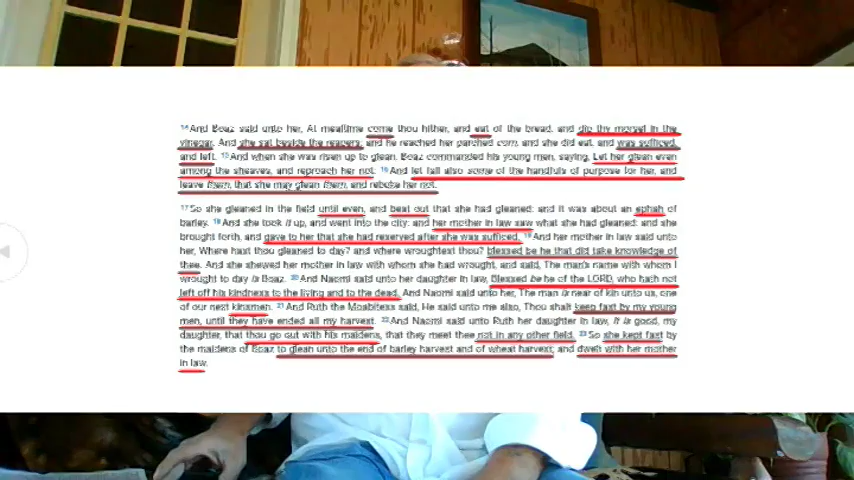 14 And Boaz said unto her, At mealtime come thou hither, and eat of the bread, and dip thy morsel in the
vinegar. And she sat beside the reapers: and he reached her parched corn, and she did eat, and was sufficed,
and left. 15 And when she was risen up to glean, Boaz commanded his young men, saying, Let her glean even
among the sheaves, and reproach her not: 16 And let fall also some of the handfuls of purpose for her, and
leave them, that she may glean them, and rebuke her not.
17 So she gleaned in the field until even, and beat out that she had gleaned: and it was about an ephah of
barley. 18 And she took it up, and went into the city: and her mother in law saw what she had gleaned: and she
brought forth, and gave to her that she had reserved after she was sufficed. 19 And her mother in law said unto
her, Where hast thou gleaned to day? and where wroughtest thou? blessed be he that did take knowledge of
thee. And she shewed her mother in law with whom she had wrought, and said, The man's name with whom I
wrought to day is Boaz. 20 And Naomi said unto her daughter in law, Blessed be he of the LORD, who hath not
left off his kindness to the living and to the dead. And Naomi said unto her, The man is near of kin unto us, one
of our next kinsmen. 21 And Ruth the Moabitess said, He said unto me also, Thou shalt keep fast by my young
men, until they have ended all my harvest. 22 And Naomi said unto Ruth her daughter in law, It is good, my
daughter, that thou go out with his maidens, that they meet thee not in any other field. 23 So she kept fast by
the maidens of Boaz to glean unto the end of barley harvest and of wheat harvest; and dwelt with her mother
in law.